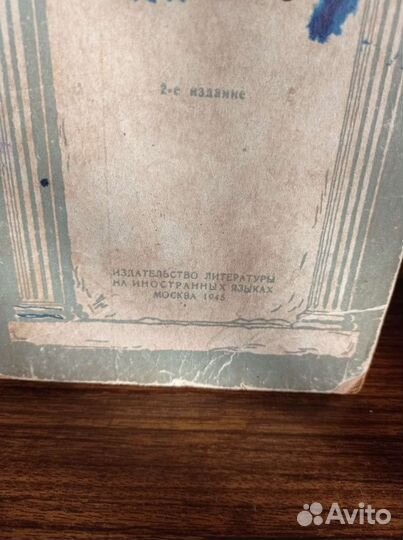 2-е издание
ИЗДАТЕЛЬСТВО ЛИТЕРАТУРЫ
НА ИНОСТРАННЫХ ЯЗЫКАХ
МОСКВА 1945
Avito